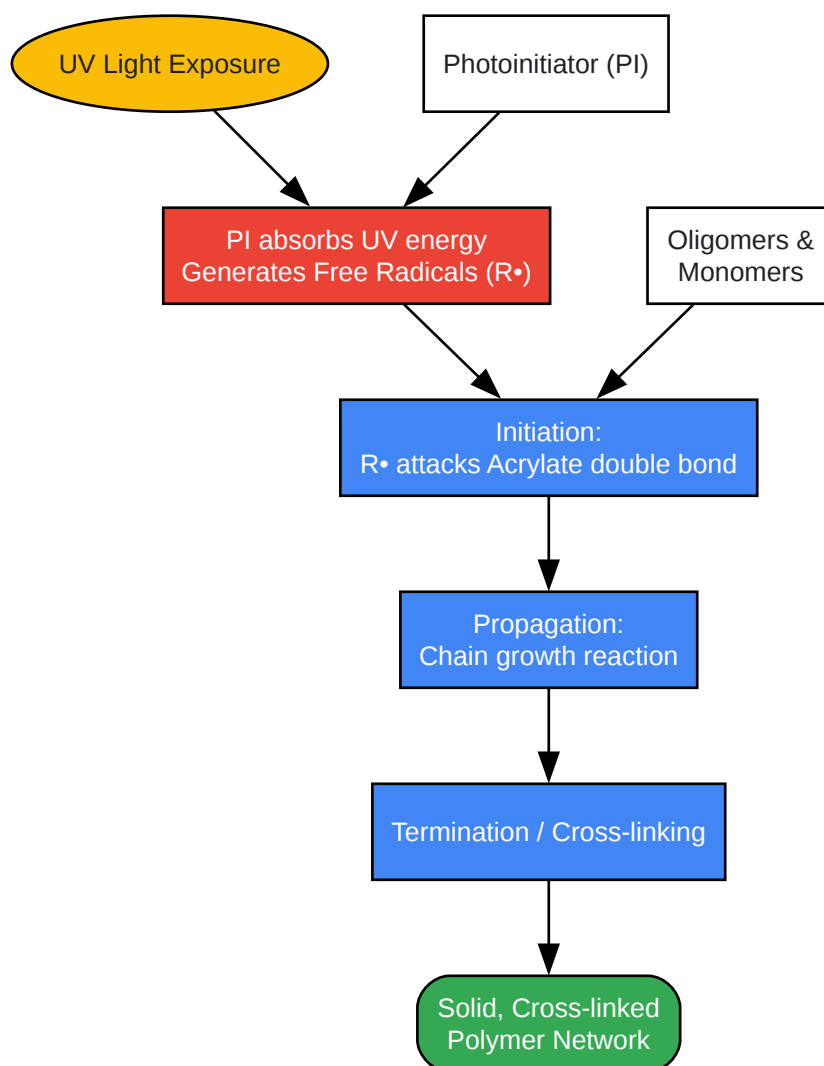 UV Light Exposure
Photoinitiator (PI)
PI absorbs UV energy
Generates Free Radicals (R•)
Oligomers &
Monomers
Initiation:
R• attacks Acrylate double bond
Propagation:
Chain growth reaction
Termination / Cross-linking
Solid, Cross-linked
Polymer Network